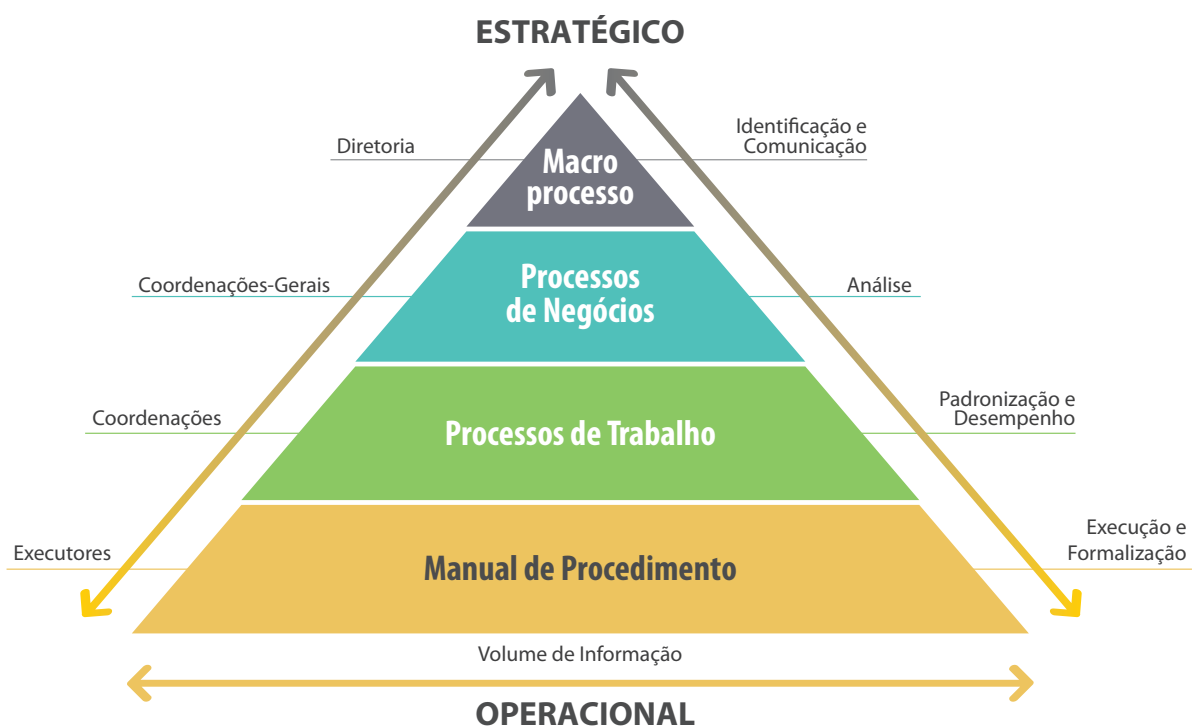 ESTRATÉGICO
Diretoria
Macro
processo
Identificação e
Comunicação
Coordenações-Gerais
Processos
de Negócios
Análise
Coordenações
Processos de Trabalho
Padronização e
Desempenho
Executores
Manual de Procedimento
Execução e
Formalização
Volume de Informação
OPERACIONAL